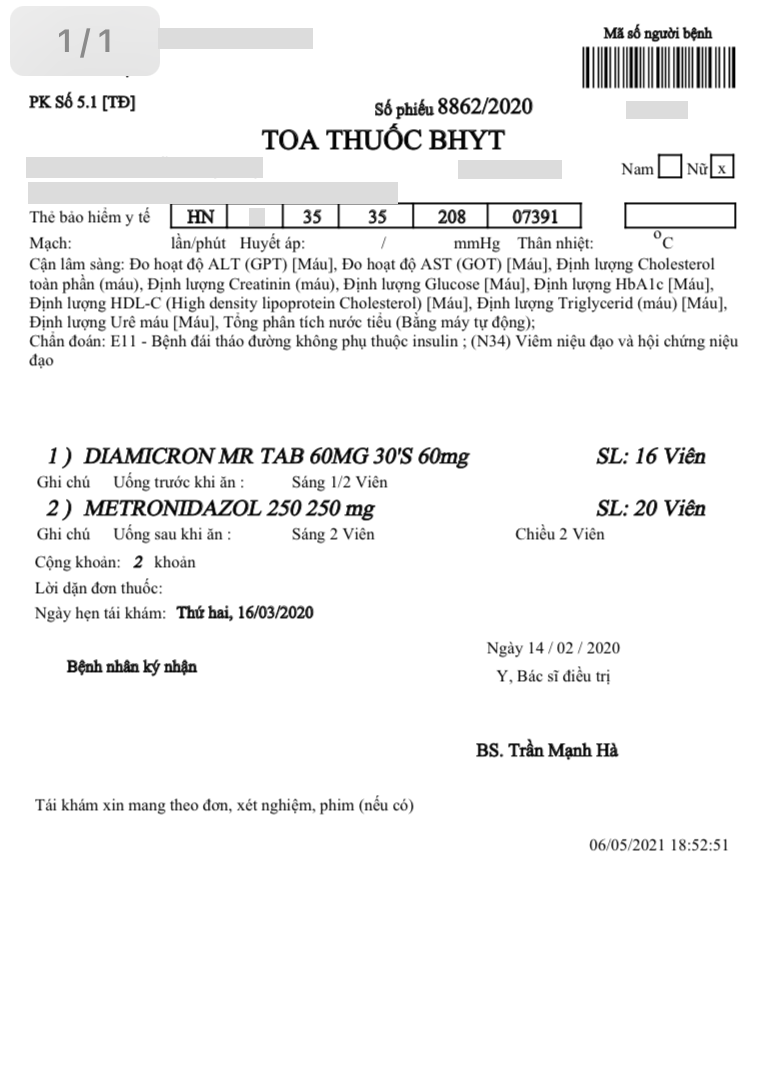 1/1
Mã số người bệnh
PK Số 5.1 [TĐ]
Số phiếu 8862/2020
TOA THUỐC BHYT
Nam Nữ x
Thẻ bảo hiểm y tế HN 35 35 208 07391
Mạch: lần/phút Huyết áp: / mmHg Thân nhiệt: °C
Cận lâm sàng: Đo hoạt độ ALT (GPT) [Máu], Đo hoạt độ AST (GOT) [Máu], Định lượng Cholesterol
toàn phần (máu), Định lượng Creatinin (máu), Định lượng Glucose [Máu], Định lượng HbA1c [Máu],
Định lượng HDL-C (High density lipoprotein Cholesterol) [Máu], Định lượng Triglycerid (máu) [Máu],
Định lượng Urê máu [Máu], Tổng phân tích nước tiểu (Bằng máy tự động);
Chẩn đoán: E11 - Bệnh đái tháo đường không phụ thuộc insulin ; (N34) Viêm niệu đạo và hội chứng niệu
đạo
1 ) DIAMICRON MR TAB 60MG 30'S 60mg SL: 16 Viên
Ghi chú Uống trước khi ăn : Sáng 1/2 Viên
2 ) METRONIDAZOL 250 250 mg SL: 20 Viên
Ghi chú Uống sau khi ăn : Sáng 2 Viên Chiều 2 Viên
Cộng khoản: 2 khoản
Lời dặn đơn thuốc:
Ngày hẹn tái khám: Thứ hai, 16/03/2020
Ngày 14 / 02 / 2020
Bệnh nhân ký nhận
Y, Bác sĩ điều trị
BS. Trần Mạnh Hà
Tái khám xin mang theo đơn, xét nghiệm, phim (nếu có)
06/05/2021 18:52:51